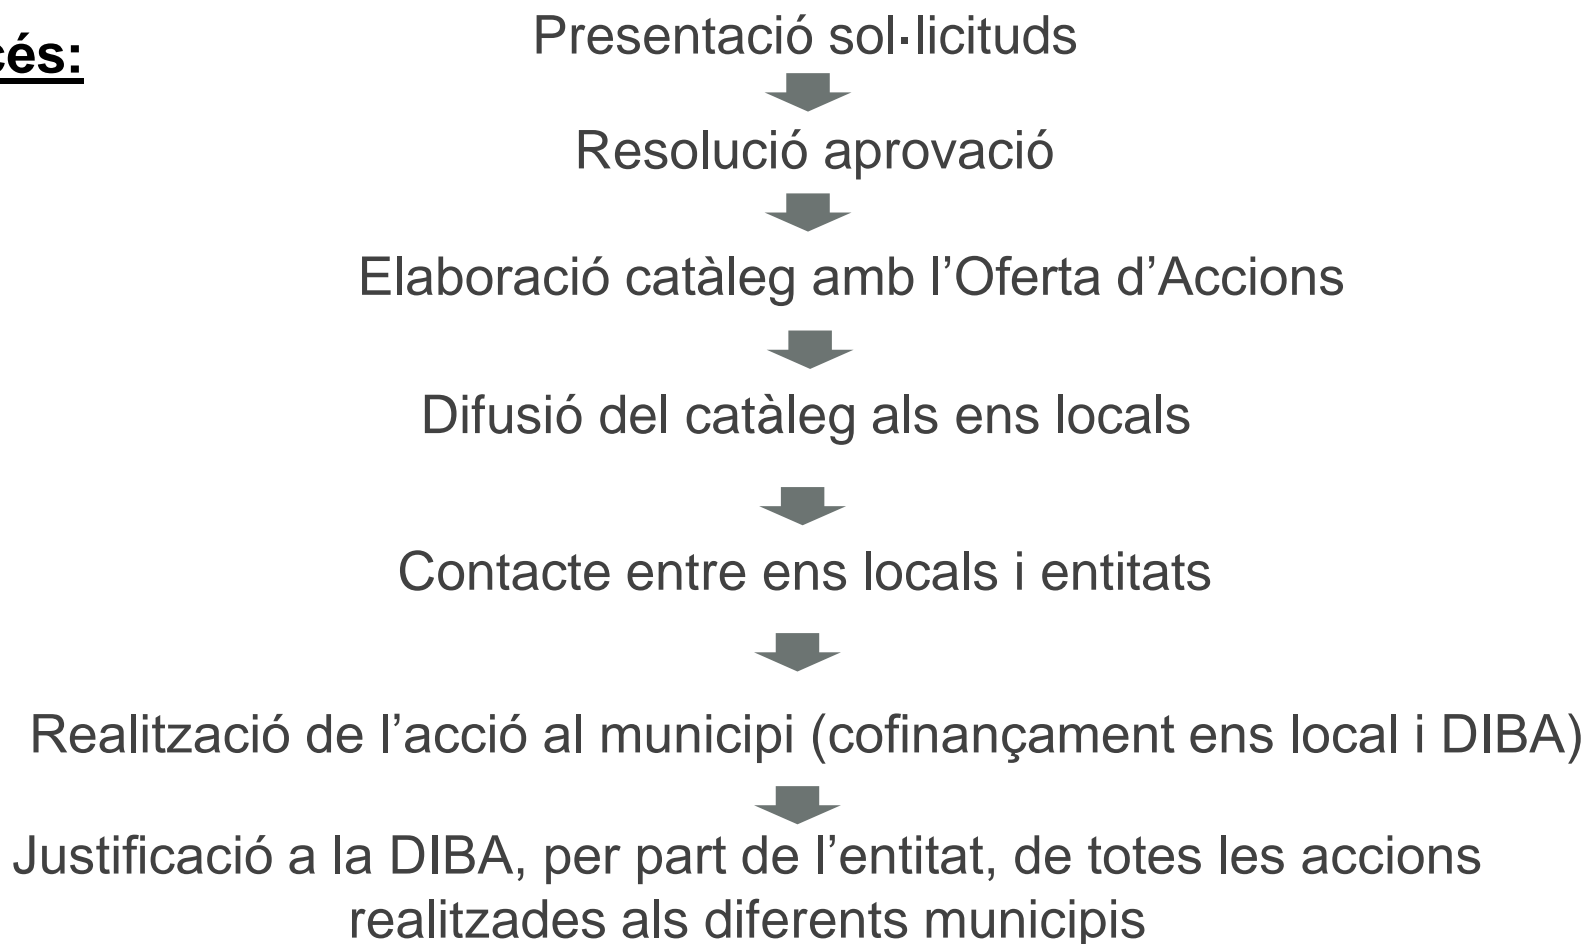 cés:
Presentació sol·licituds
Resolució aprovació
Elaboració catàleg amb l’Oferta d’Accions
Difusió del catàleg als ens locals
Contacte entre ens locals i entitats
Realització de l’acció al municipi (cofinançament ens local i DIBA)
Justificació a la DIBA, per part de l’entitat, de totes les accions
realitzades als diferents municipis